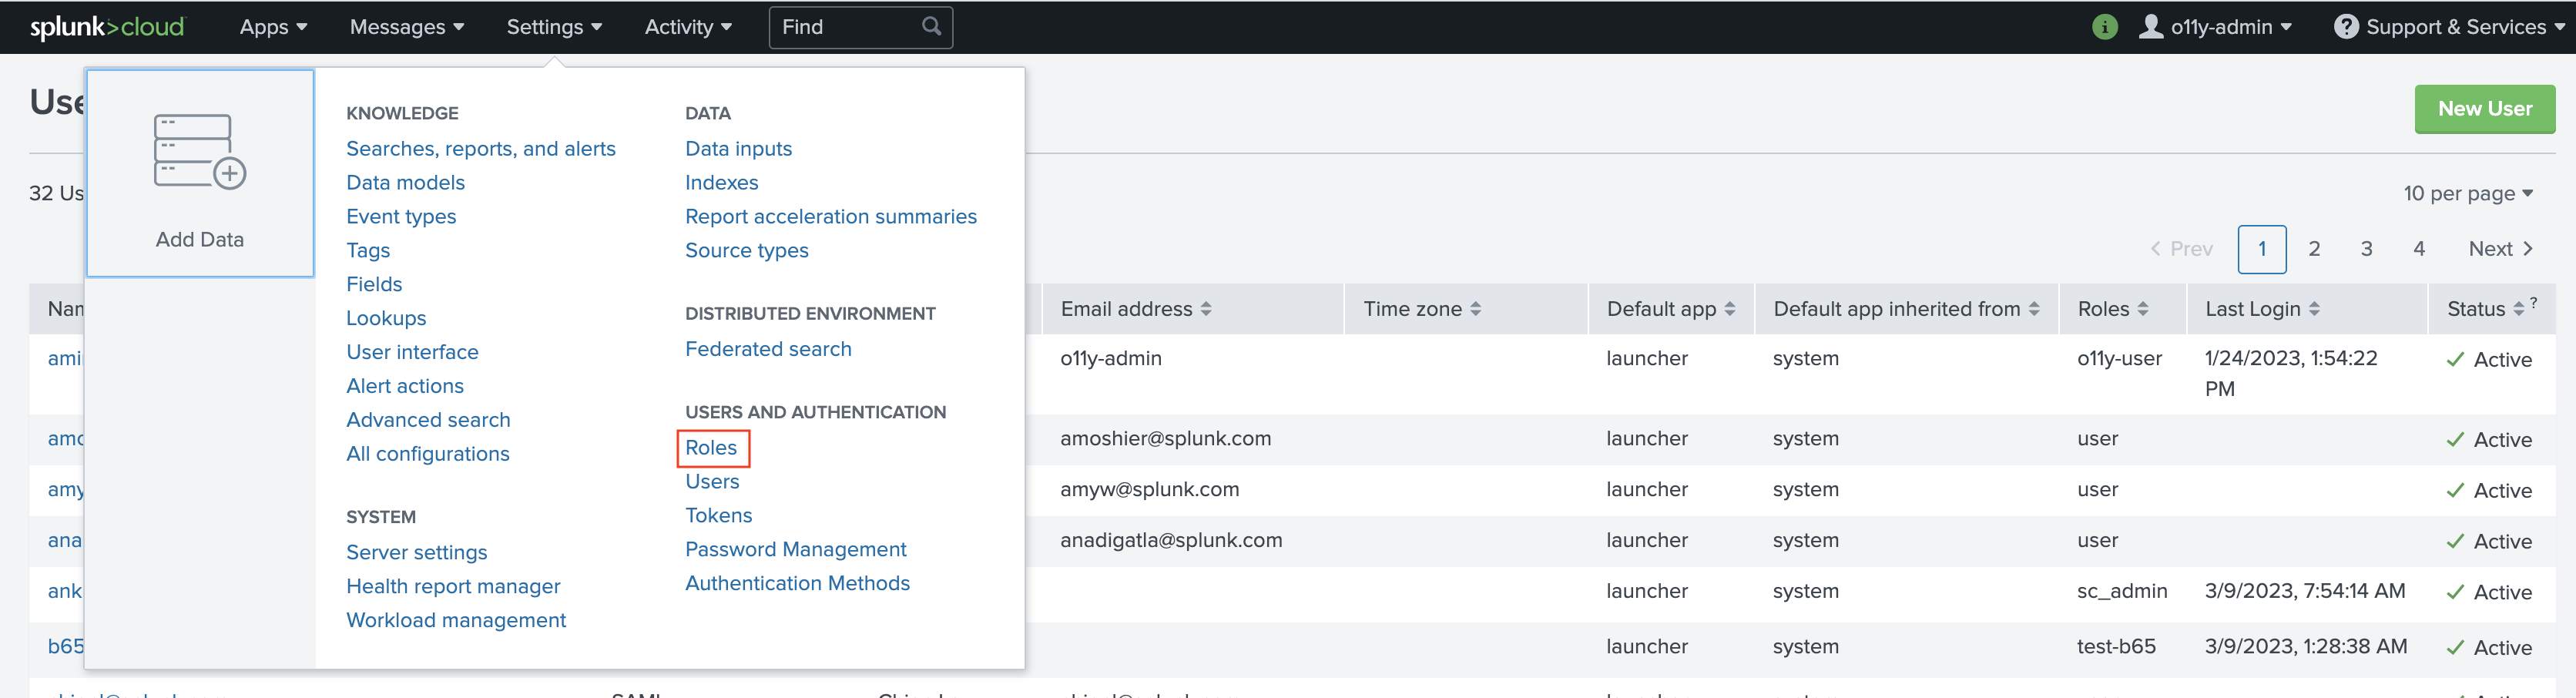 splunk>cloud Apps Messages Settings Activity Find i o11y-admin ? Support & Services
Use
New User
Add Data
KNOWLEDGE
Searches, reports, and alerts
Data models
Event types
Tags
Fields
Lookups
User interface
Alert actions
Advanced search
All configurations
SYSTEM
Server settings
Health report manager
Workload management
DATA
Data inputs
Indexes
Report acceleration summaries
Source types
DISTRIBUTED ENVIRONMENT
Federated search
USERS AND AUTHENTICATION
Roles
Users
Tokens
Password Management
Authentication Methods
32 Us
10 per page
< Prev 1 2 3 4 Next >
Nam Email address Time zone Default app Default app inherited from Roles Last Login Status ?
ami o11y-admin launcher system o11y-user 1/24/2023, 1:54:22 Active
PM
amo amoshier@splunk.com launcher system user Active
amy amyw@splunk.com launcher system user Active
ana anadigatla@splunk.com launcher system user Active
ank launcher system sc_admin 3/9/2023, 7:54:14 AM Active
b65 launcher system test-b65 3/9/2023, 1:28:38 AM Active